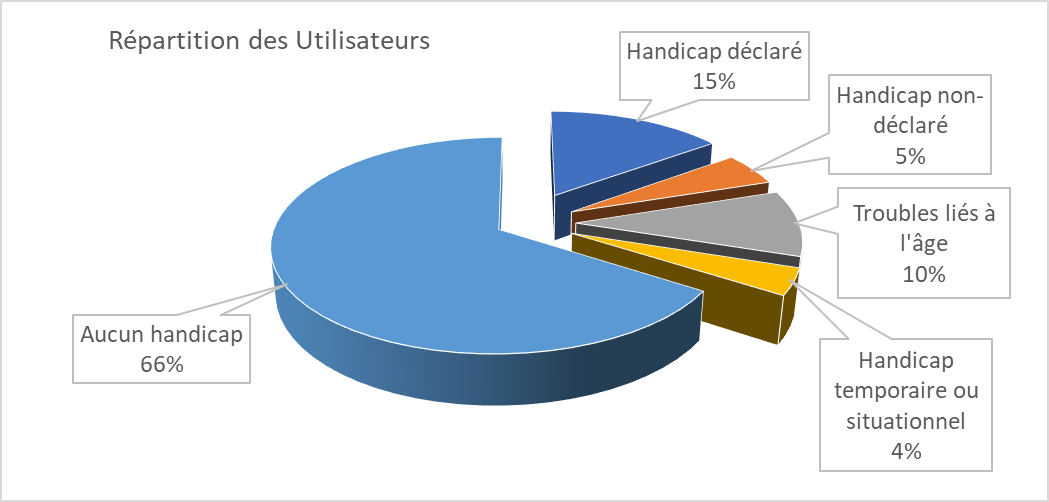 Répartition des Utilisateurs
Handicap déclaré
15%
Handicap non-
déclaré
5%
Troubles liés à
l'âge
10%
Handicap
temporaire ou
situationnel
4%
Aucun handicap
66%